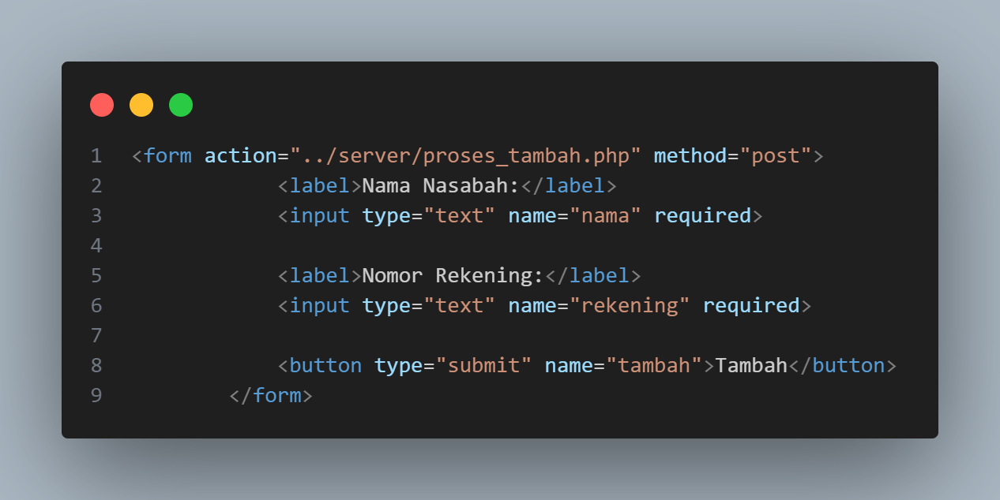 1 <form action="../server/proses_tambah.php" method="post">
2             <label>Nama Nasabah:</label>
3             <input type="text" name="nama" required>
4
5             <label>Nomor Rekening:</label>
6             <input type="text" name="rekening" required>
7
8             <button type="submit" name="tambah">Tambah</button>
9         </form>